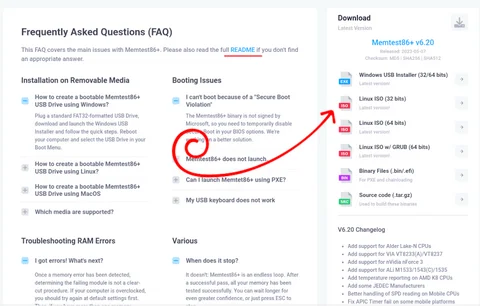 Frequently Asked Questions (FAQ)
This FAQ covers the main issues with Memtest86+. Please also read the full README if you don't find
an appropriate answer.
Installation on Removable Media
How to create a bootable Memtest86+
USB Drive using Windows?
Plug a standard FAT32-formatted USB Drive,
download and launch the Windows USB
Installer and follow the quick steps. Reboot
your computer and select the USB Drive in your
Boot Menu.
How to create a bootable Memtest86+
USB Drive using Linux?
How to create a bootable Memtest86+
USB Drive using MacOS
Which media are supported?
Booting Issues
I can't boot because of a "Secure Boot
Violation"
The Memtest86+ binary is not signed by
Microsoft, so you need to temporarily disable
Boot in your BIOS options. We're
on a better solution.
Memtest86+ does not launch
Can I launch Memtet86+ using PXE?
My USB keyboard does not work
Troubleshooting RAM Errors
I got errors! What's next?
Once a memory error has been detected,
determining the failing module is not a clear-
cut procedure. If your computer is overclocked,
you should try again at default settings first.
Various
When does it stop?
It doesn't: Memtest86+ is an endless loop. After
a successful pass, all your memory has been
tested successfully. You can wait longer for
even greater confidence, or just press ESC to
Download
Latest Version
Memtest86+ v6.20
Windows USB Installer (32/64 bits)
Latest version!
EXE
Linux ISO (32 bits)
Latest version!
ISO
Linux ISO (64 bits)
Latest version!
ISO
Linux ISO w/ GRUB (64 bits)
Latest version!
ISO
Binary Files (.bin/.efi)
For PXE and chainloading
BIN
Source code (.tar.gz)
Used to build these binaries
V6.20 Changelog
Add support for Alder Lake-N CPUs
Add support for VIA VT8233(A)/VT8237
Add support for nVidia nForce 3
Add support for ALi M1533/1543(C)/1535
Add temperature reporting on AMD K8 CPUs
Add some old JEDEC Manufacturers
Better handling of SPD reading on Mobile CPUs
Fix APIC Timer fail on some mobile platforms